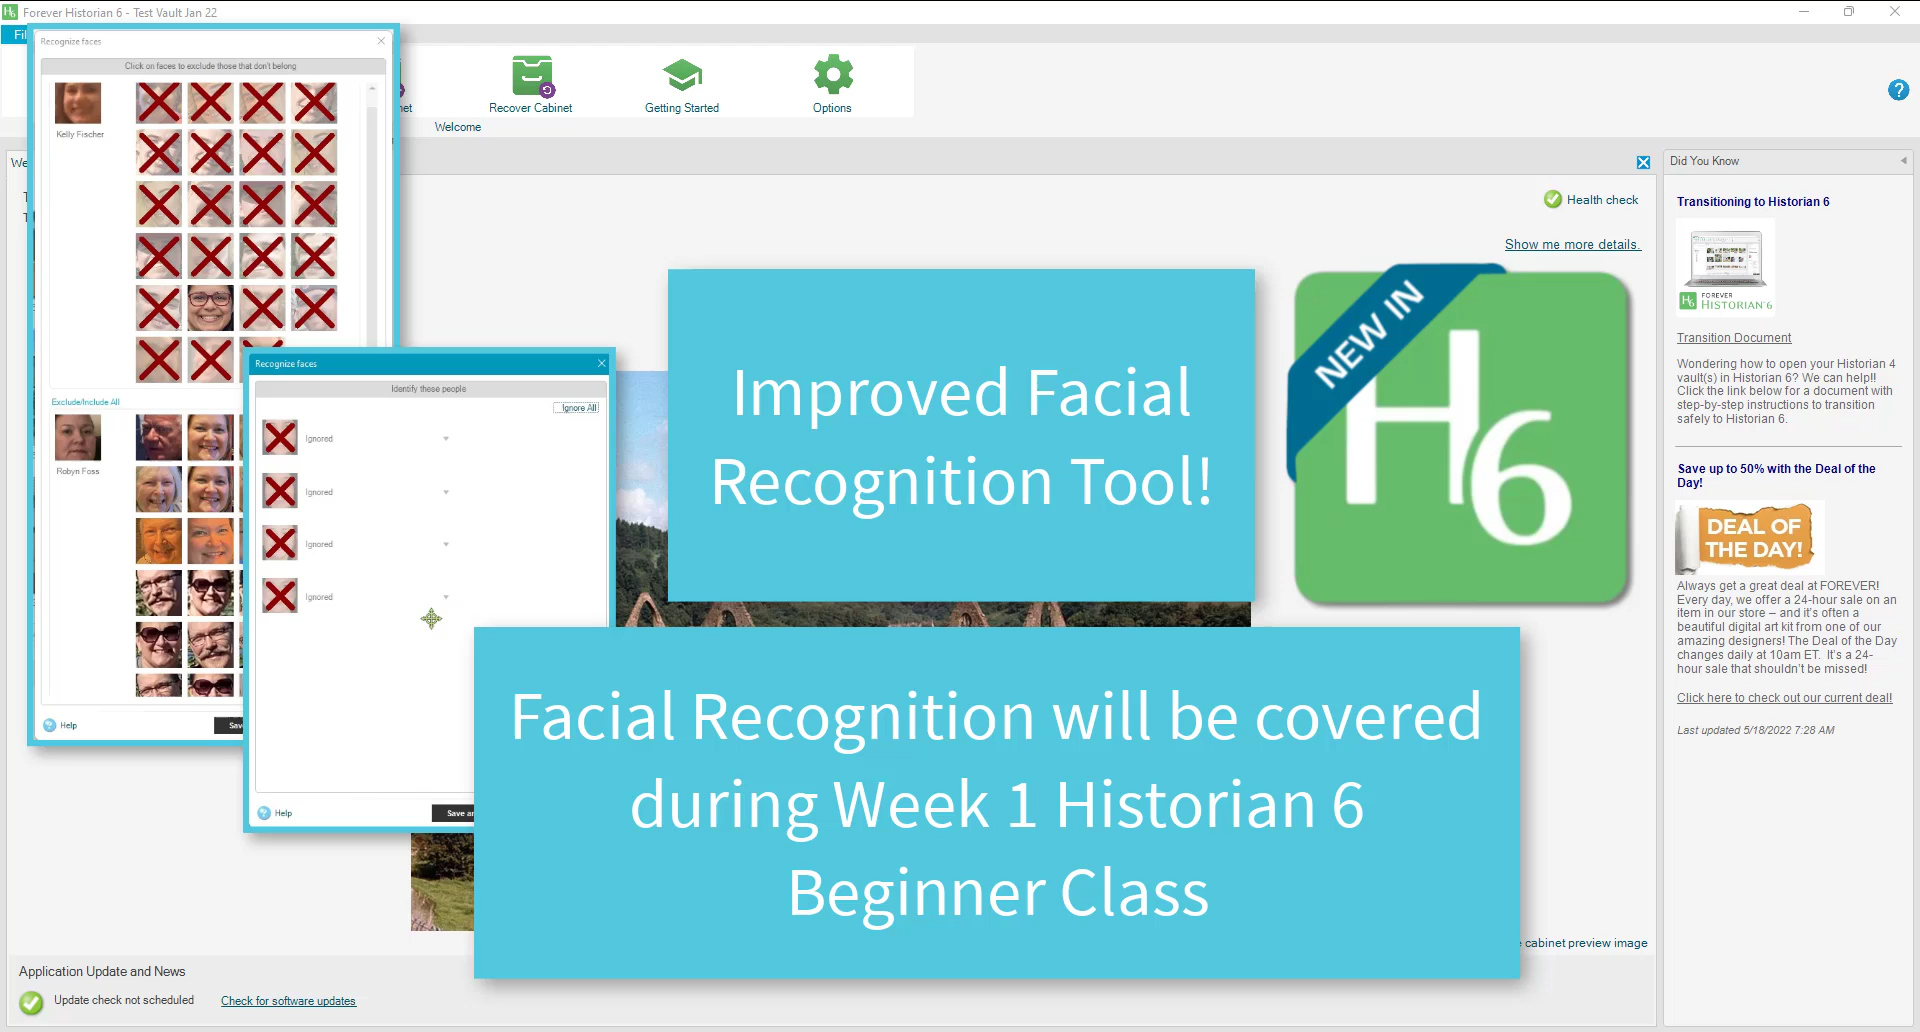 Forever Historian 6 - Test Vault Jan 22
Recover Cabinet
Getting Started
Options
Welcome
Recognize faces
Click on faces to exclude those that don't belong
Kelly Fischer
Exclude/Include All
Robyn Foss
Help
Recognize faces
Identify these people
Ignore All
Ignored
Ignored
Ignored
Ignored
Help
Health check
Show me more details.
NEW IN
H6
Improved Facial
Recognition Tool!
Facial Recognition will be covered
during Week 1 Historian 6
Beginner Class
cabinet preview image
Application Update and News
Update check not scheduled
Check for software updates
Did You Know
Transitioning to Historian 6
FOREVER
HISTORIAN 6
Transition Document
Wondering how to open your Historian 4
vault(s) in Historian 6? We can help!!
Click the link below for a document with
step-by-step instructions to transition
safely to Historian 6.
Save up to 50% with the Deal of the
Day!
DEAL OF
THE DAY!
Always get a great deal at FOREVER!
Every day, we offer a 24-hour sale on an
item in our store – and it's often a
beautiful digital art kit from one of our
amazing designers! The Deal of the Day
changes daily at 10am ET. It's a 24-
hour sale that shouldn't be missed!
Click here to check out our current deal!
Last updated 5/18/2022 7:28 AM